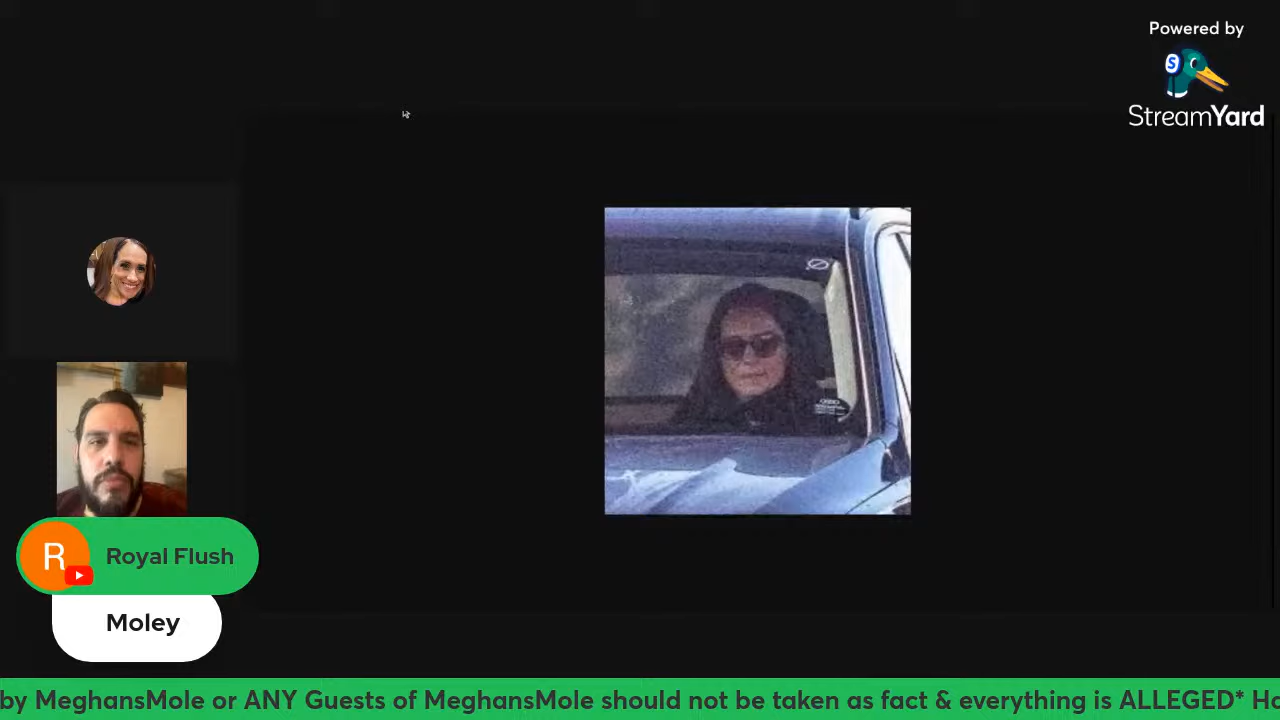 Powered by
S
StreamYard
R
Royal Flush
Moley
by MeghansMole or ANY Guests of MeghansMole should not be taken as fact & everything is ALLEGED* Ho